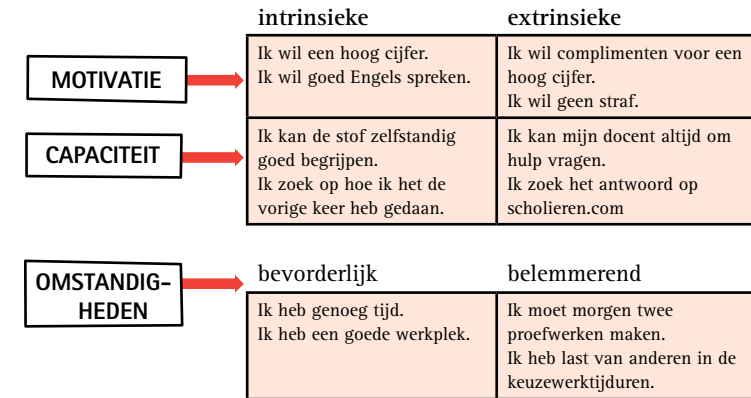 intrinsieke
extrinsieke
MOTIVATIE
Ik wil een hoog cijfer.
Ik wil goed Engels spreken.
Ik wil complimenten voor een
hoog cijfer.
Ik wil geen straf.
CAPACITEIT
Ik kan de stof zelfstandig
goed begrijpen.
Ik zoek op hoe ik het de
vorige keer heb gedaan.
Ik kan mijn docent altijd om
hulp vragen.
Ik zoek het antwoord op
scholieren.com
OMSTANDIG-
HEDEN
bevorderlijk
belemmerend
Ik heb genoeg tijd.
Ik heb een goede werkplek.
Ik moet morgen twee
proefwerken maken.
Ik heb last van anderen in de
keuzewerktijduren.